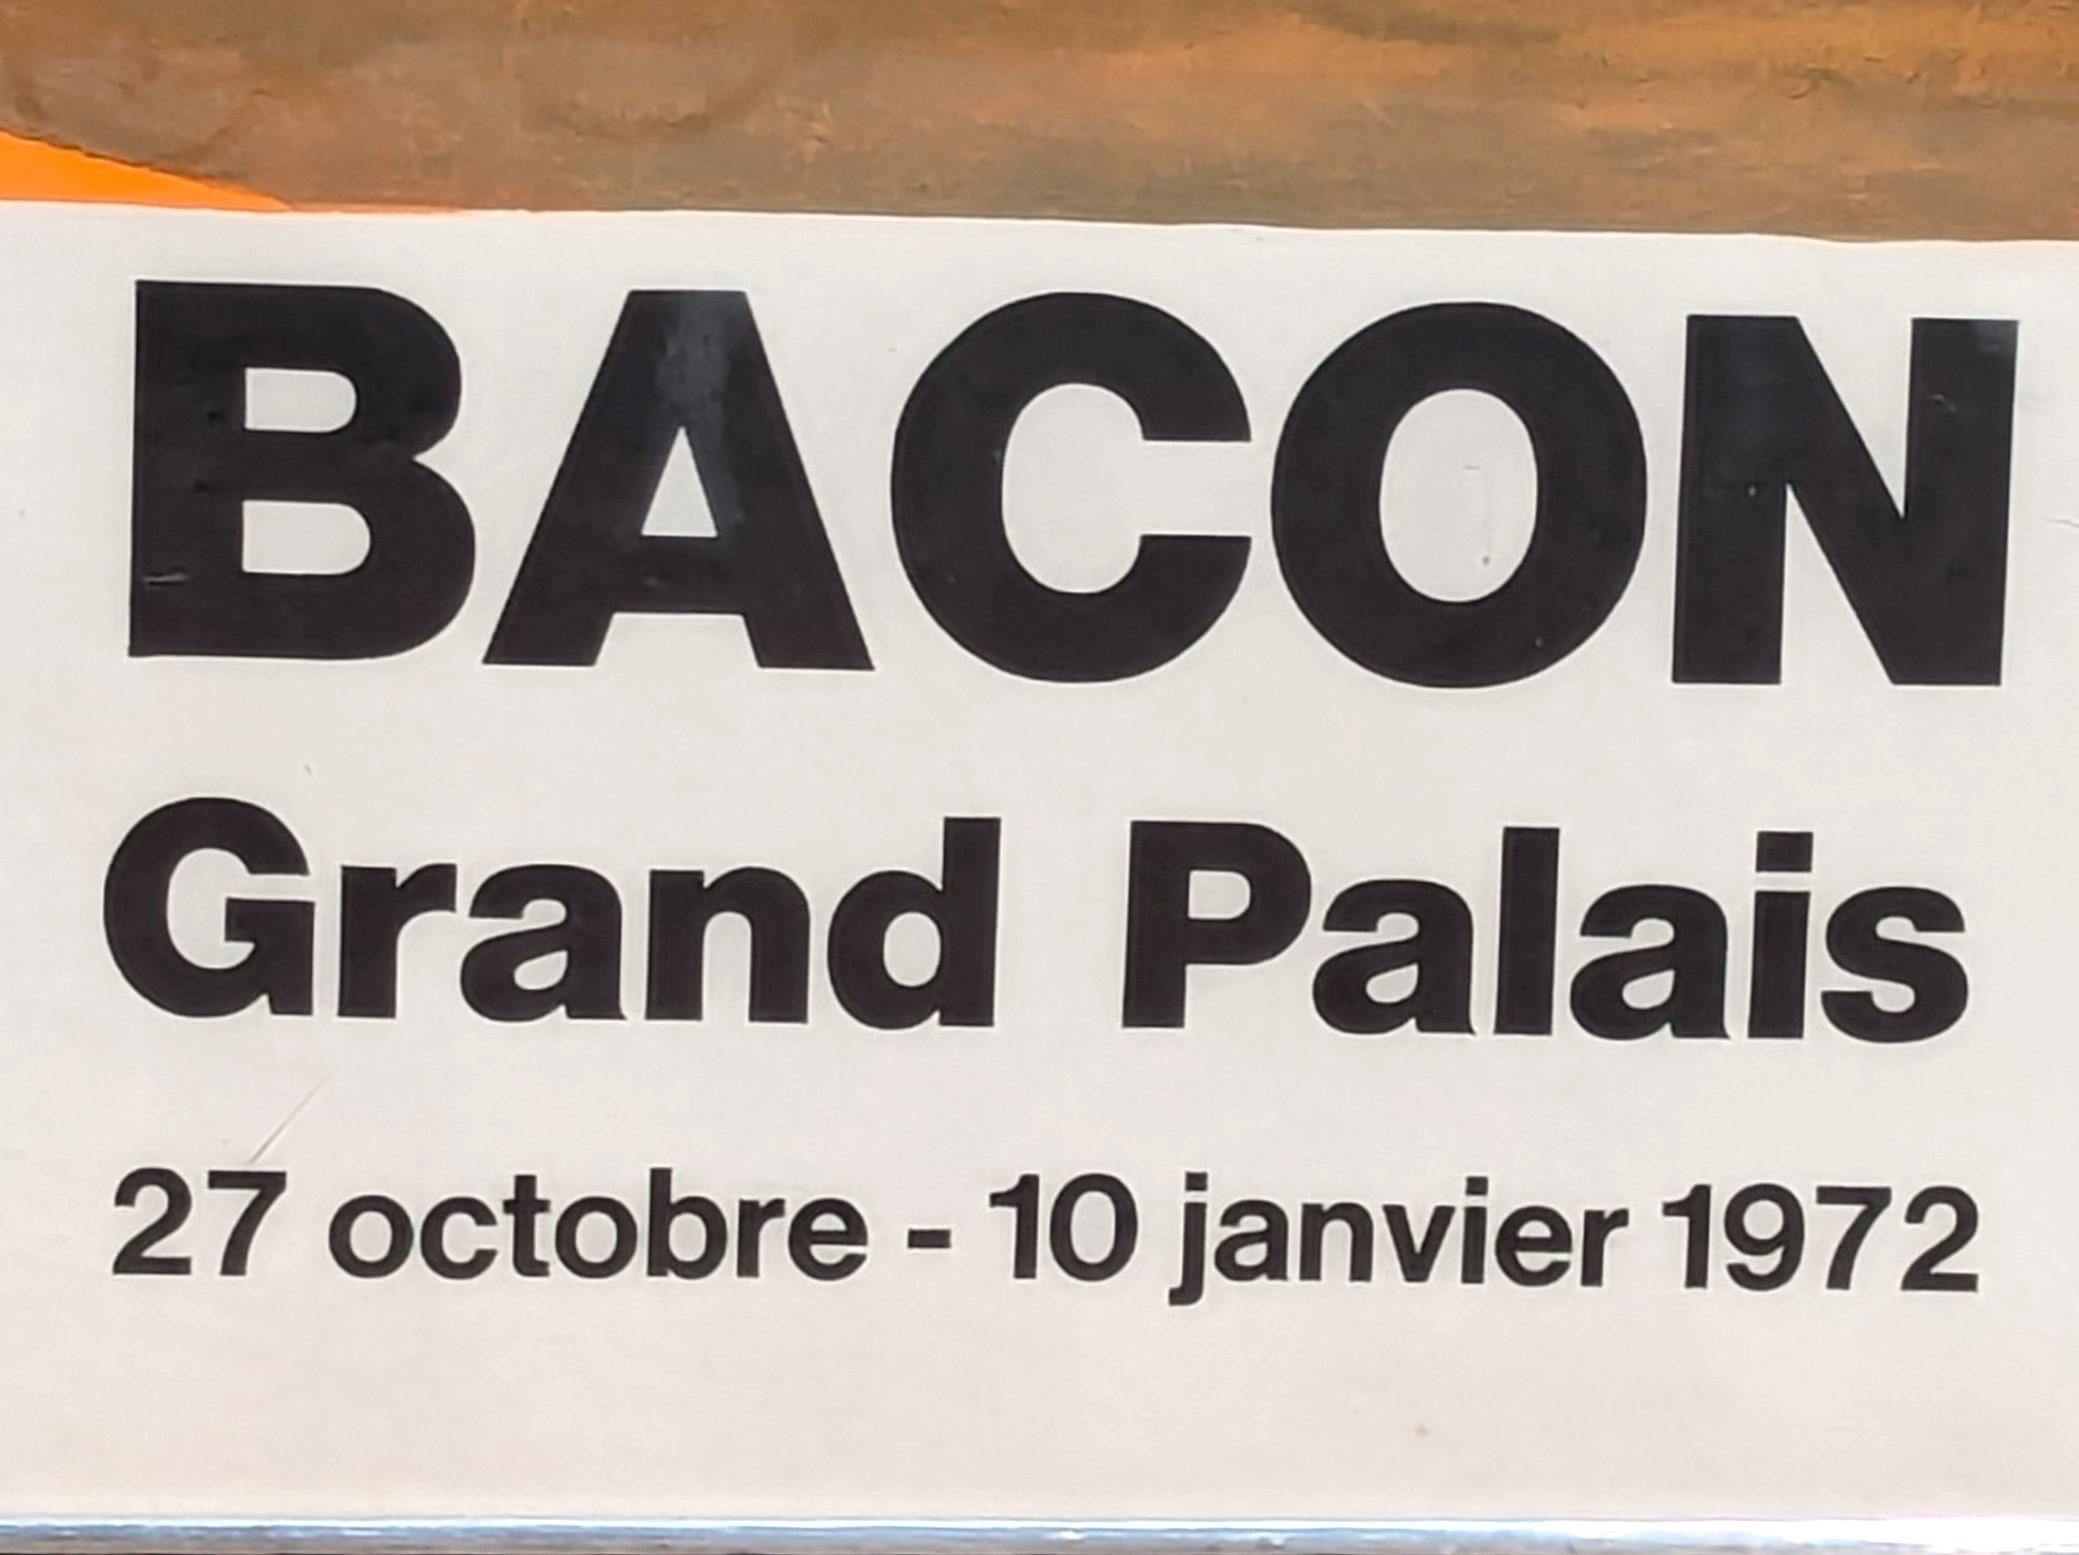 BACON
Grand Palais
27 octobre - 10 janvier 1972